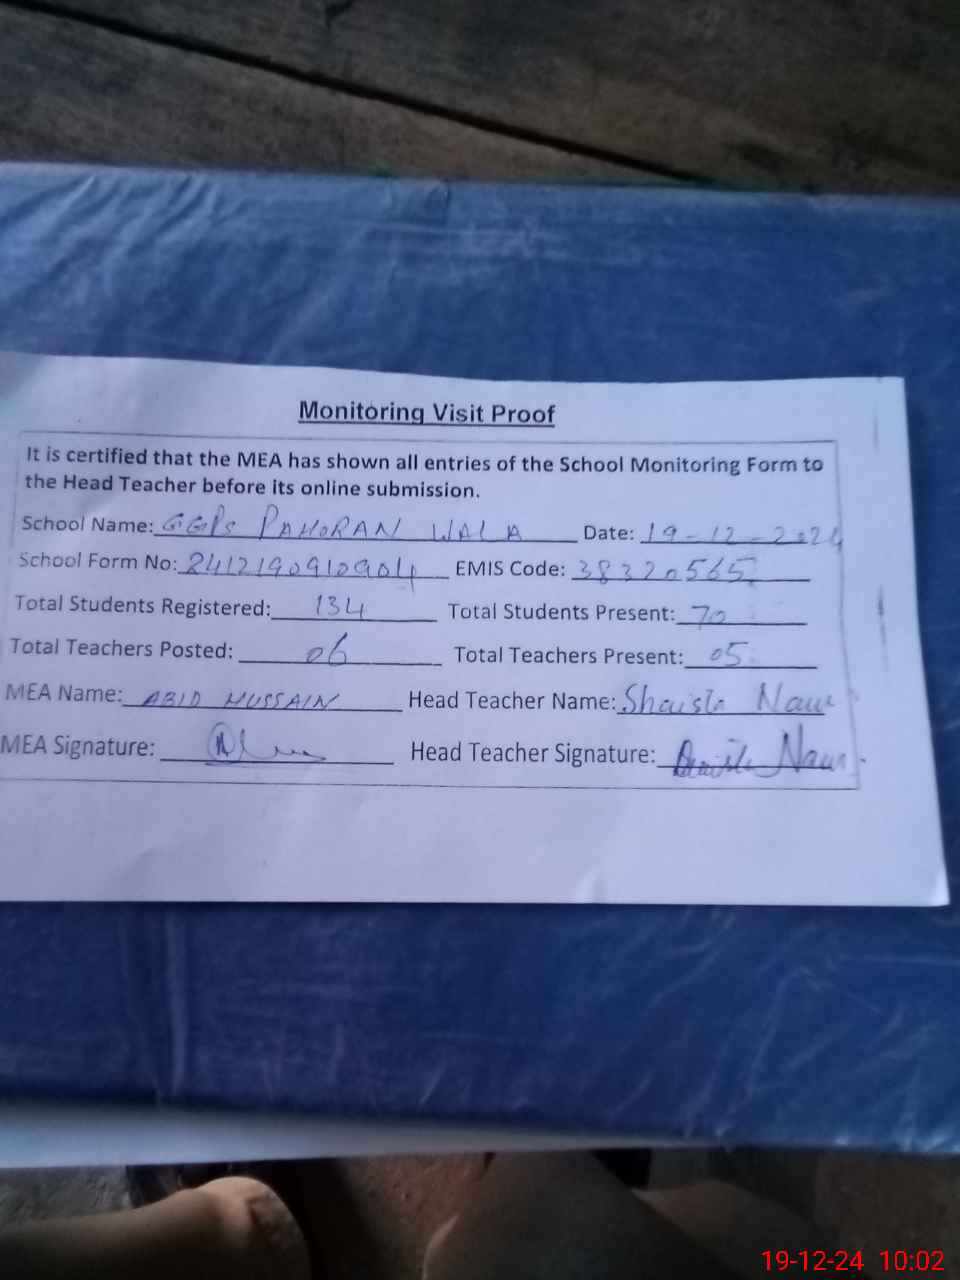 Monitoring Visit Proof
It is certified that the MEA has shown all entries of the School Monitoring Form to
the Head Teacher before its online submission.
School Name: GGPS PAHORAN WALA Date: 19-12-2024
School Form No: 2412190910904 EMIS Code: 38320565
Total Students Registered: 134 Total Students Present: 70
Total Teachers Posted: 06 Total Teachers Present: 05
MEA Name: ABID HUSSAIN Head Teacher Name: Shaista
MEA Signature: Head Teacher Signature:
19-12-24 10:02